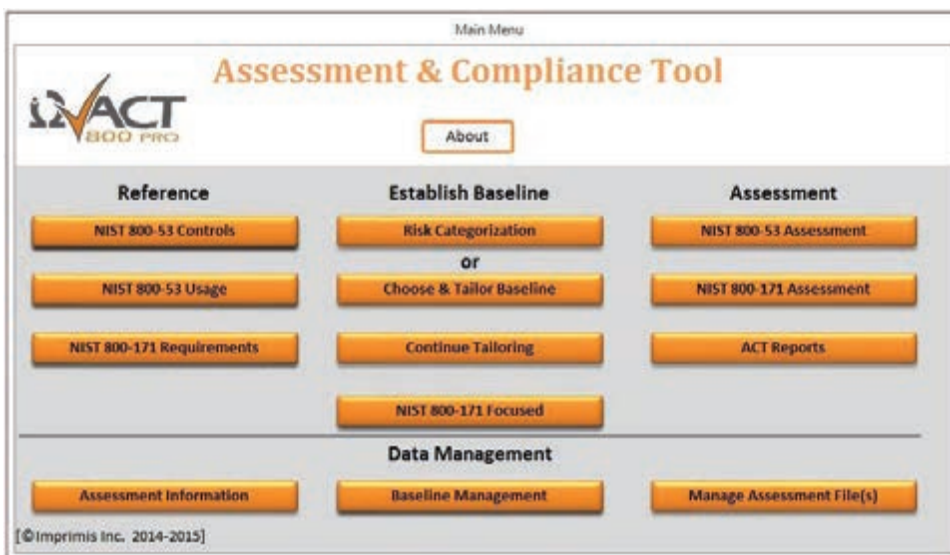 Main Menu
Assessment & Compliance Tool
ΩVACT
800 PRO
About
Reference
NIST 800-53 Controls
NIST 800-53 Usage
NIST 800-171 Requirements
Establish Baseline
Risk Categorization
or
Choose & Tailor Baseline
Continue Tailoring
NIST 800-171 Focused
Assessment
NIST 800-53 Assessment
NIST 800-171 Assessment
ACT Reports
Data Management
Assessment Information
Baseline Management
Manage Assessment File(s)
[©Imprimis Inc. 2014-2015]